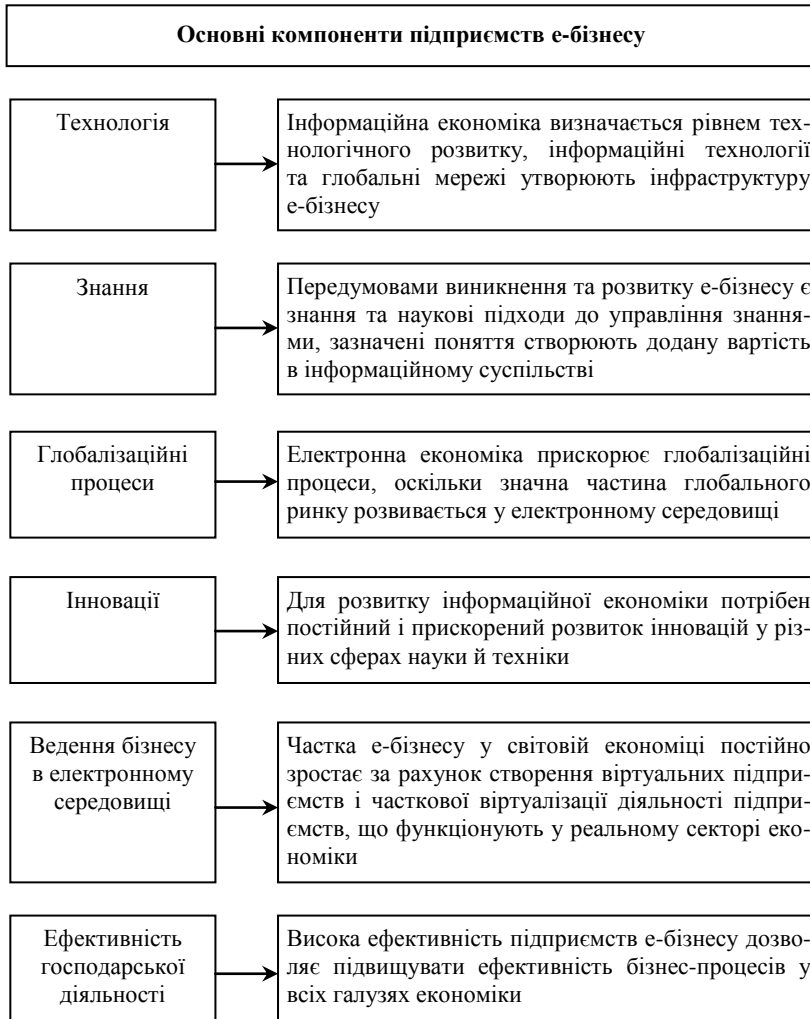 Основні компоненти підприємств е-бізнесу
Технологія
Інформаційна економіка визначається рівнем тех-
нологічного розвитку, інформаційні технології
та глобальні мережі утворюють інфраструктуру
е-бізнесу
Знання
Передумовами виникнення та розвитку е-бізнесу є
знання та наукові підходи до управління знання-
ми, зазначені поняття створюють додану вартість
в інформаційному суспільстві
Глобалізаційні
процеси
Електронна економіка прискорює глобалізаційні
процеси, оскільки значна частина глобального
ринку розвивається у електронному середовищі
Інновації
Для розвитку інформаційної економіки потрібен
постійний і прискорений розвиток інновацій у різ-
них сферах науки й техніки
Ведення бізнесу
в електронному
середовищі
Частка е-бізнесу у світовій економіці постійно
зростає за рахунок створення віртуальних підпри-
ємств і часткової віртуалізації діяльності підпри-
ємств, що функціонують у реальному секторі еко-
номіки
Ефективність
господарської
діяльності
Висока ефективність підприємств е-бізнесу дозво-
ляє підвищувати ефективність бізнес-процесів у
всіх галузях економіки